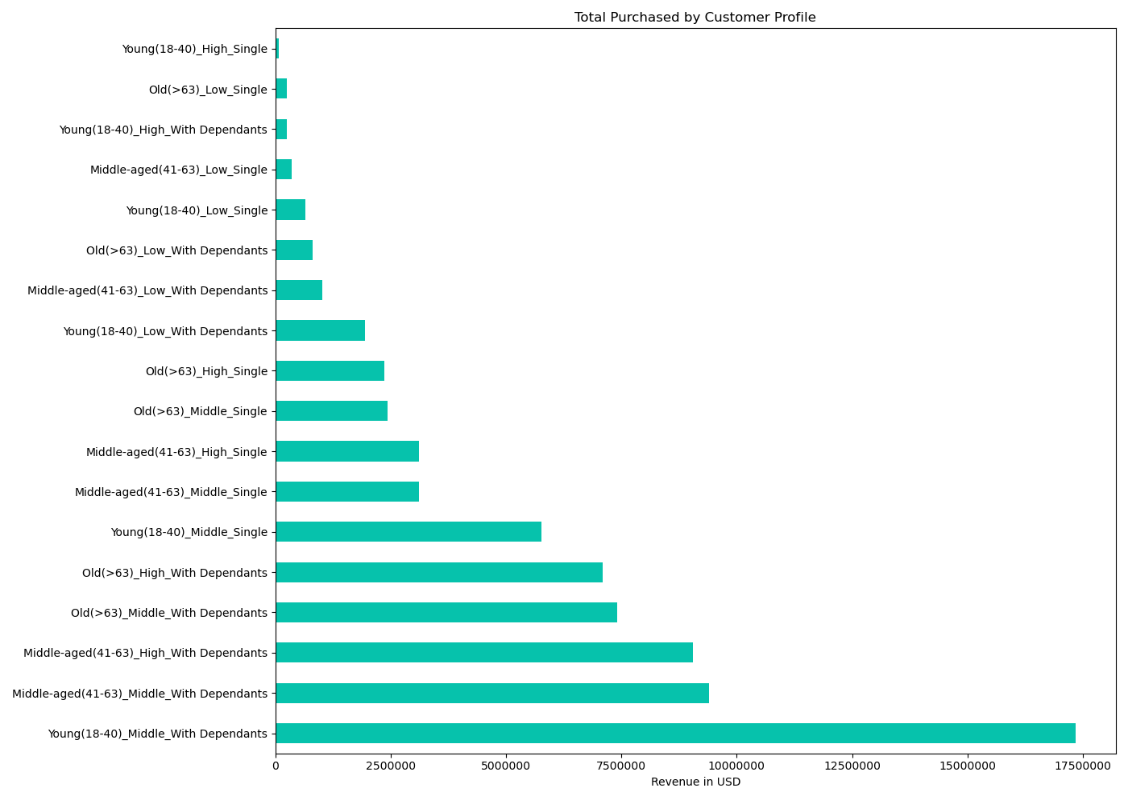 Total Purchased by Customer Profile
Young(18-40)_High_Single
Old(>63)_Low_Single
Young(18-40)_High_With Dependants
Middle-aged(41-63)_Low_Single
Young(18-40)_Low_Single
Old(>63)_Low_With Dependants
Middle-aged(41-63)_Low_With Dependants
Young(18-40)_Low_With Dependants
Old(>63)_High_Single
Old(>63)_Middle_Single
Middle-aged(41-63)_High_Single
Middle-aged(41-63)_Middle_Single
Young(18-40)_Middle_Single
Old(>63)_High_With Dependants
Old(>63)_Middle_With Dependants
Middle-aged(41-63)_High_With Dependants
Middle-aged(41-63)_Middle_With Dependants
Young(18-40)_Middle_With Dependants
0 2500000 5000000 7500000 10000000 12500000 15000000 17500000
Revenue in USD